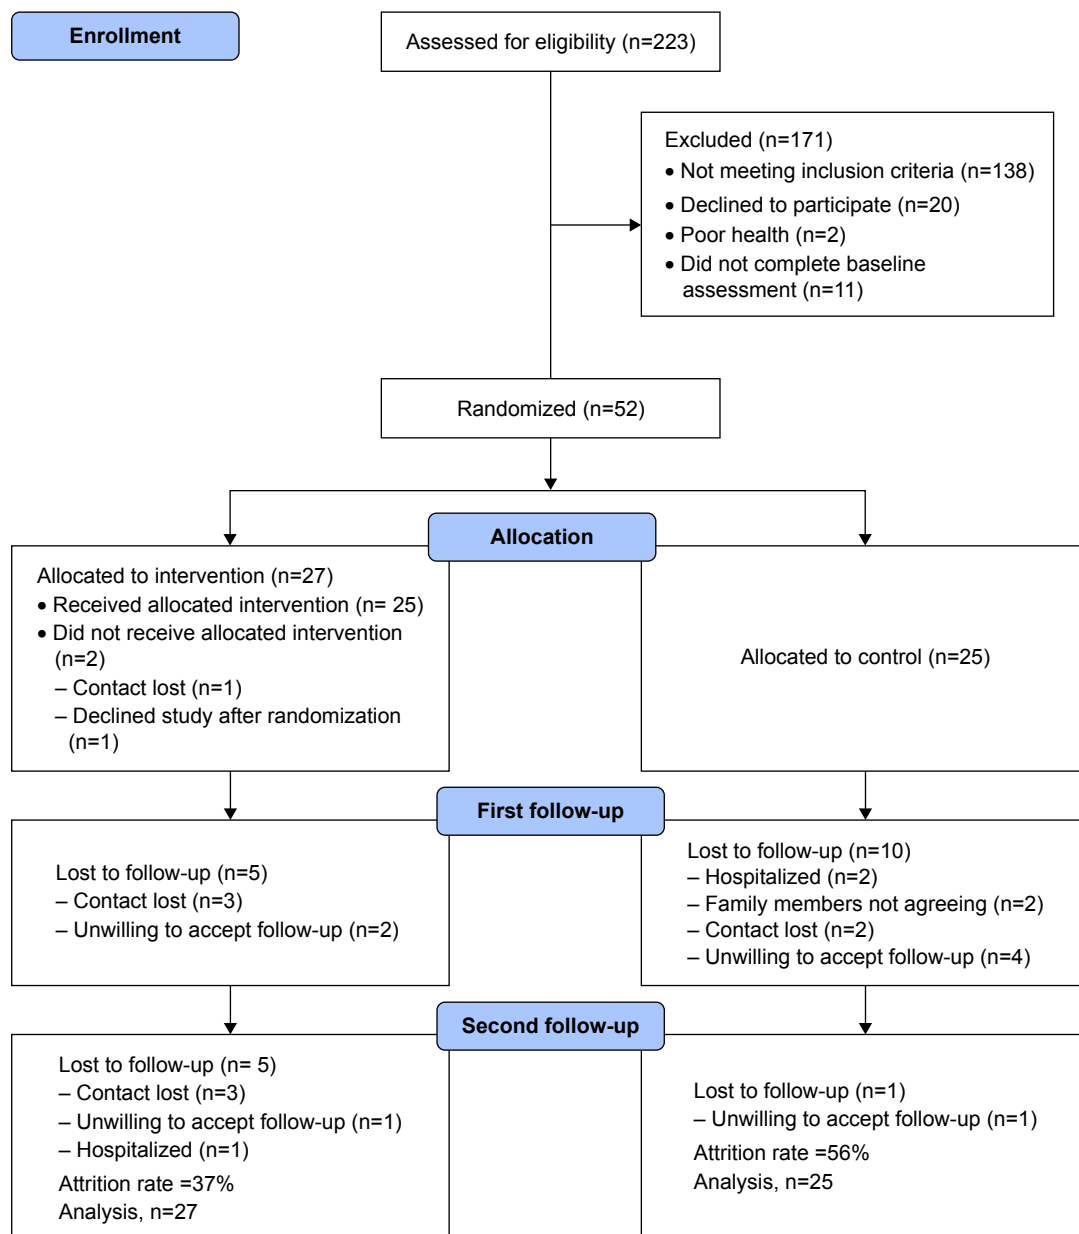 Enrollment
Assessed for eligibility (n=223)
Excluded (n=171)
• Not meeting inclusion criteria (n=138)
• Declined to participate (n=20)
• Poor health (n=2)
• Did not complete baseline
assessment (n=11)
Randomized (n=52)
Allocation
Allocated to intervention (n=27)
• Received allocated intervention (n= 25)
• Did not receive allocated intervention
(n=2)
– Contact lost (n=1)
– Declined study after randomization
(n=1)
Allocated to control (n=25)
First follow-up
Lost to follow-up (n=5)
– Contact lost (n=3)
– Unwilling to accept follow-up (n=2)
Lost to follow-up (n=10)
– Hospitalized (n=2)
– Family members not agreeing (n=2)
– Contact lost (n=2)
– Unwilling to accept follow-up (n=4)
Second follow-up
Lost to follow-up (n= 5)
– Contact lost (n=3)
– Unwilling to accept follow-up (n=1)
– Hospitalized (n=1)
Attrition rate =37%
Analysis, n=27
Lost to follow-up (n=1)
– Unwilling to accept follow-up (n=1)
Attrition rate =56%
Analysis, n=25